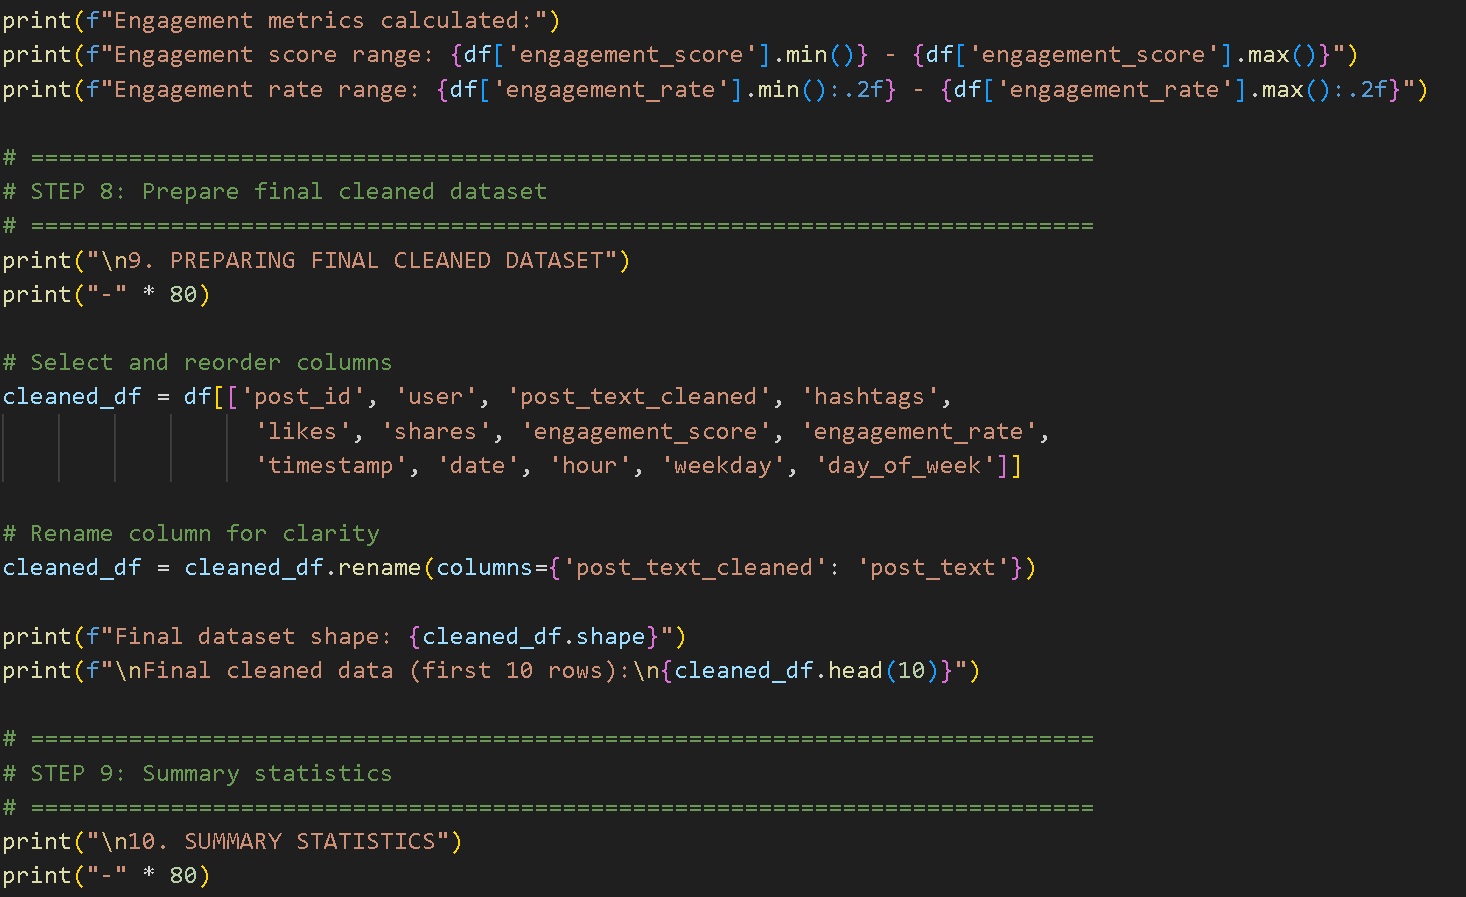 print(f"Engagement metrics calculated:")
print(f"Engagement score range: {df['engagement_score'].min()} - {df['engagement_score'].max()}")
print(f"Engagement rate range: {df['engagement_rate'].min():.2f} - {df['engagement_rate'].max():.2f}")
# ============================================================================
# STEP 8: Prepare final cleaned dataset
# ============================================================================
print("\n9. PREPARING FINAL CLEANED DATASET")
print("-" * 80)
# Select and reorder columns
cleaned_df = df[['post_id', 'user', 'post_text_cleaned', 'hashtags',
'likes', 'shares', 'engagement_score', 'engagement_rate',
'timestamp', 'date', 'hour', 'weekday', 'day_of_week']]
# Rename column for clarity
cleaned_df = cleaned_df.rename(columns={'post_text_cleaned': 'post_text'})
print(f"Final dataset shape: {cleaned_df.shape}")
print(f"\nFinal cleaned data (first 10 rows):\n{cleaned_df.head(10)}")
# ============================================================================
# STEP 9: Summary statistics
# ============================================================================
print("\n10. SUMMARY STATISTICS")
print("-" * 80)